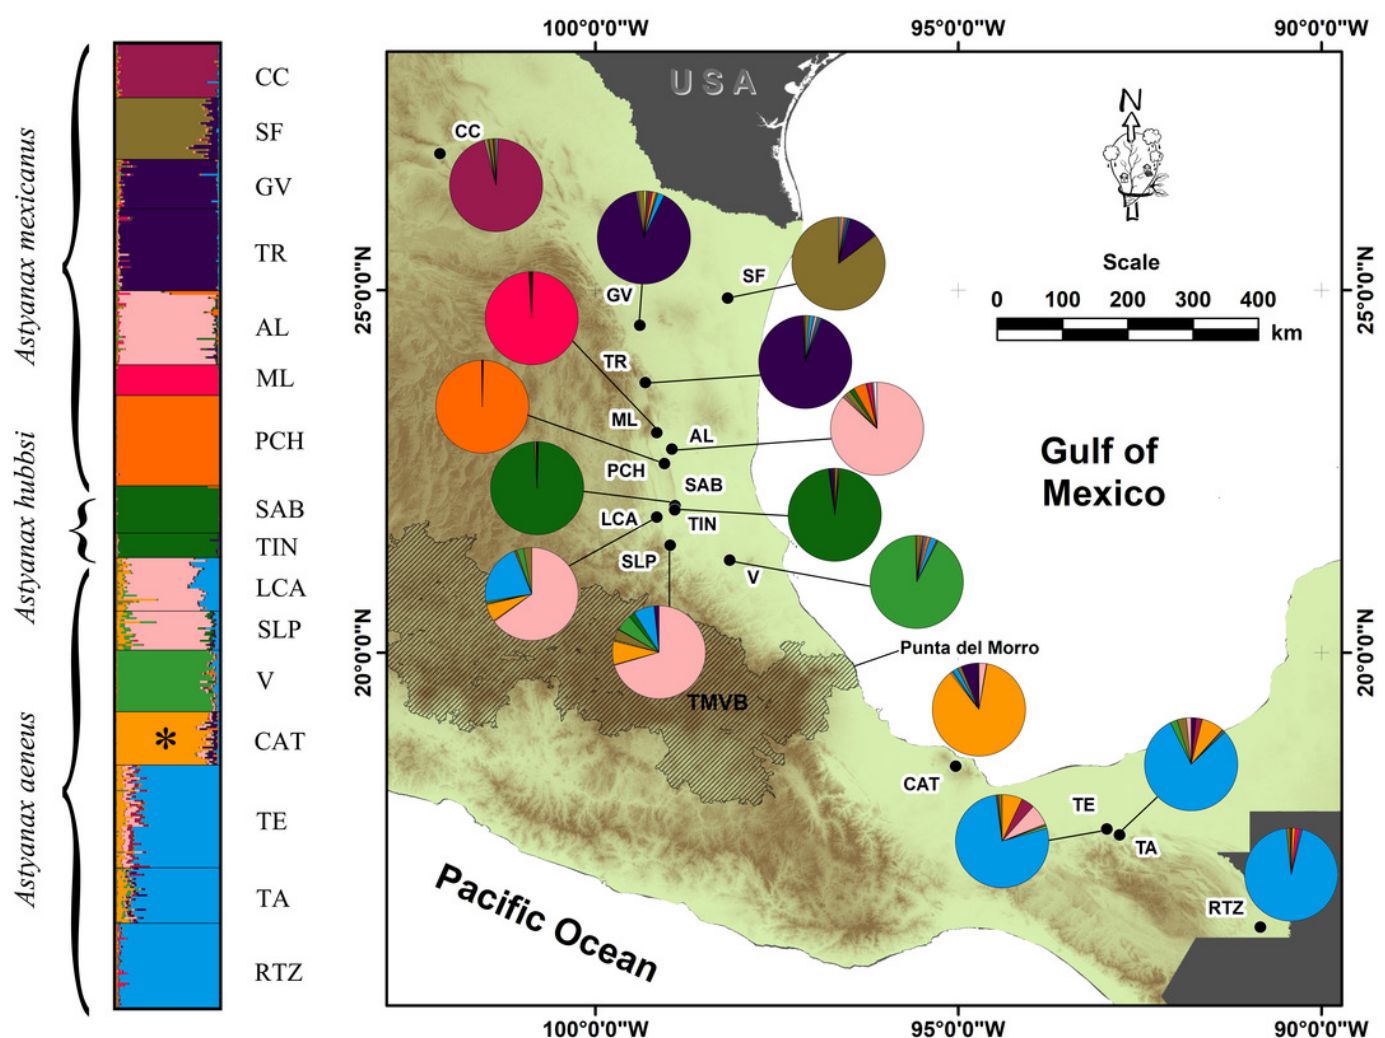 Astyanax mexicanus
Astyanax hubbsi
Astyanax aeneus
CC
SF
GV
TR
AL
ML
PCH
SAB
TIN
LCA
SLP
V
*
CAT
TE
TA
RTZ
100°0'0"W
95°0'0"W
90°0'0"W
USA
N
CC
SF
GV
25°0'0"N
25°0'0"N
Scale
0 100 200 300 400
km
TR
ML
AL
PCH
SAB
LCA
TIN
SLP
V
Gulf of
Mexico
20°0'0"N
20°0'0"N
Punta del Morro
TMVB
CAT
TE
TA
RTZ
Pacific Ocean
100°0'0"W
95°0'0"W
90°0'0"W